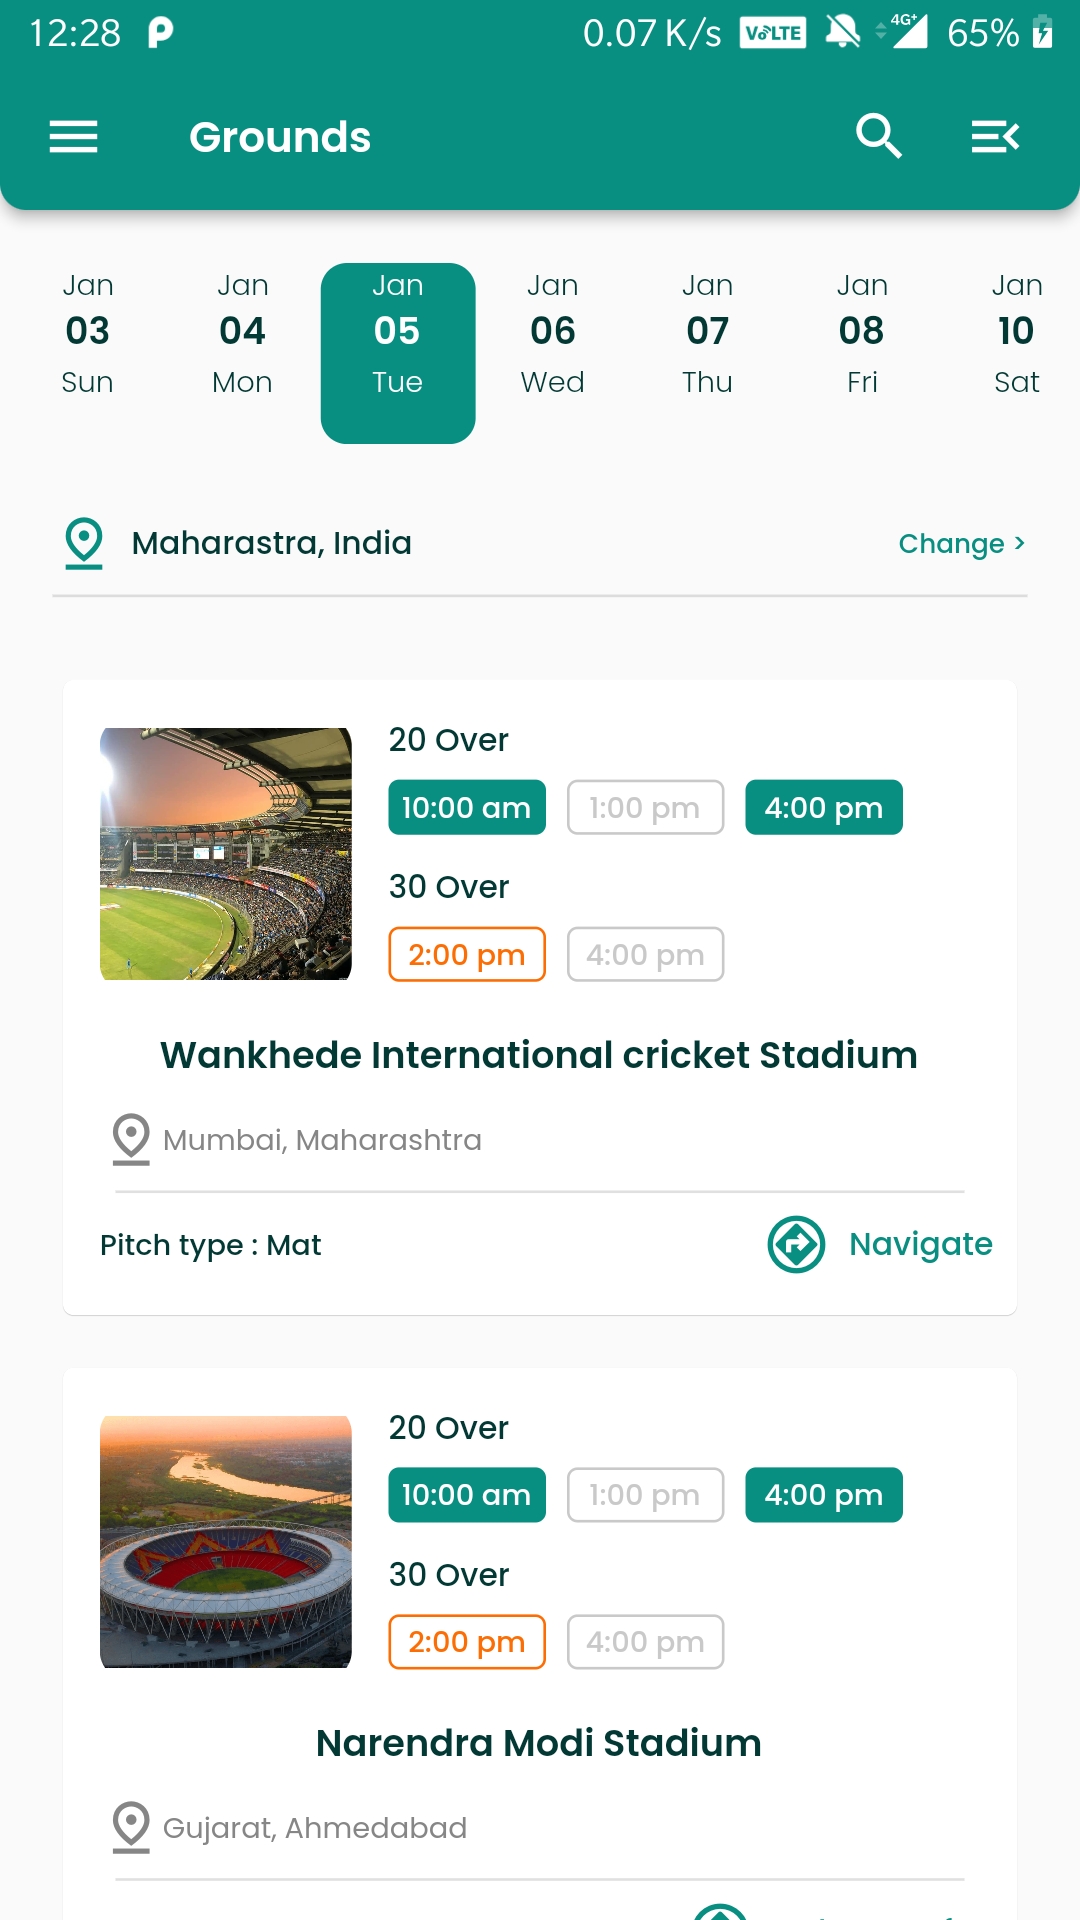 12:28 0.07 K/s VoLTE 4G+ 65%
Grounds
Jan Jan Jan Jan Jan Jan Jan
03 04 05 06 07 08 10
Sun Mon Tue Wed Thu Fri Sat
Maharastra, India Change >
20 Over
10:00 am 1:00 pm 4:00 pm
30 Over
2:00 pm 4:00 pm
Wankhede International cricket Stadium
Mumbai, Maharashtra
Pitch type : Mat Navigate
20 Over
10:00 am 1:00 pm 4:00 pm
30 Over
2:00 pm 4:00 pm
Narendra Modi Stadium
Gujarat, Ahmedabad